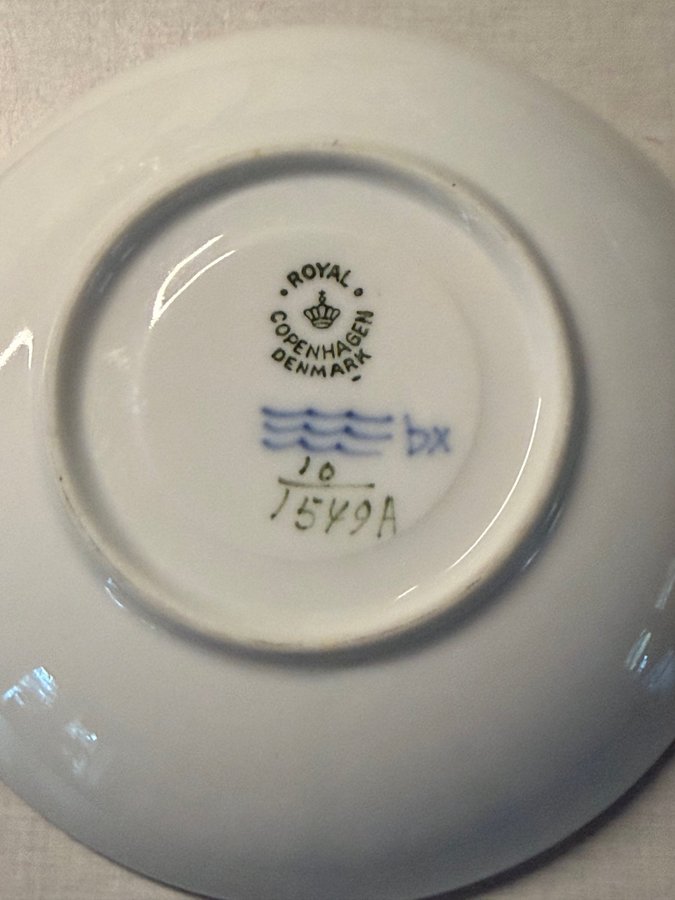 ROYAL
COPENHAGEN
DENMARK
bx
10
1549A